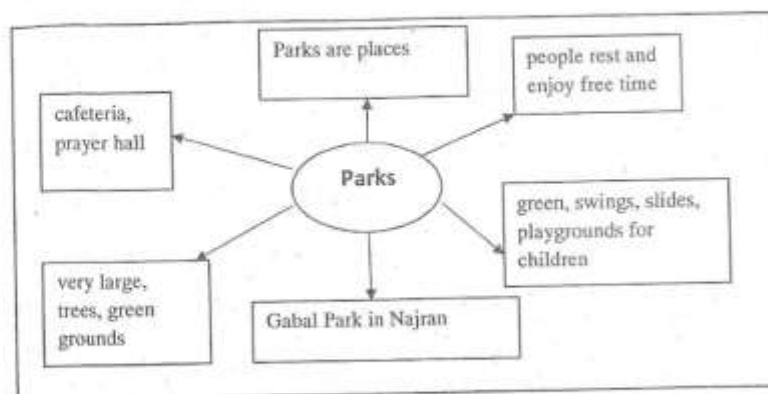 Parks are places
people rest and
enjoy free time
cafeteria,
prayer hall
Parks
green, swings, slides,
playgrounds for
children
very large,
trees, green
grounds
Gabal Park in Najran